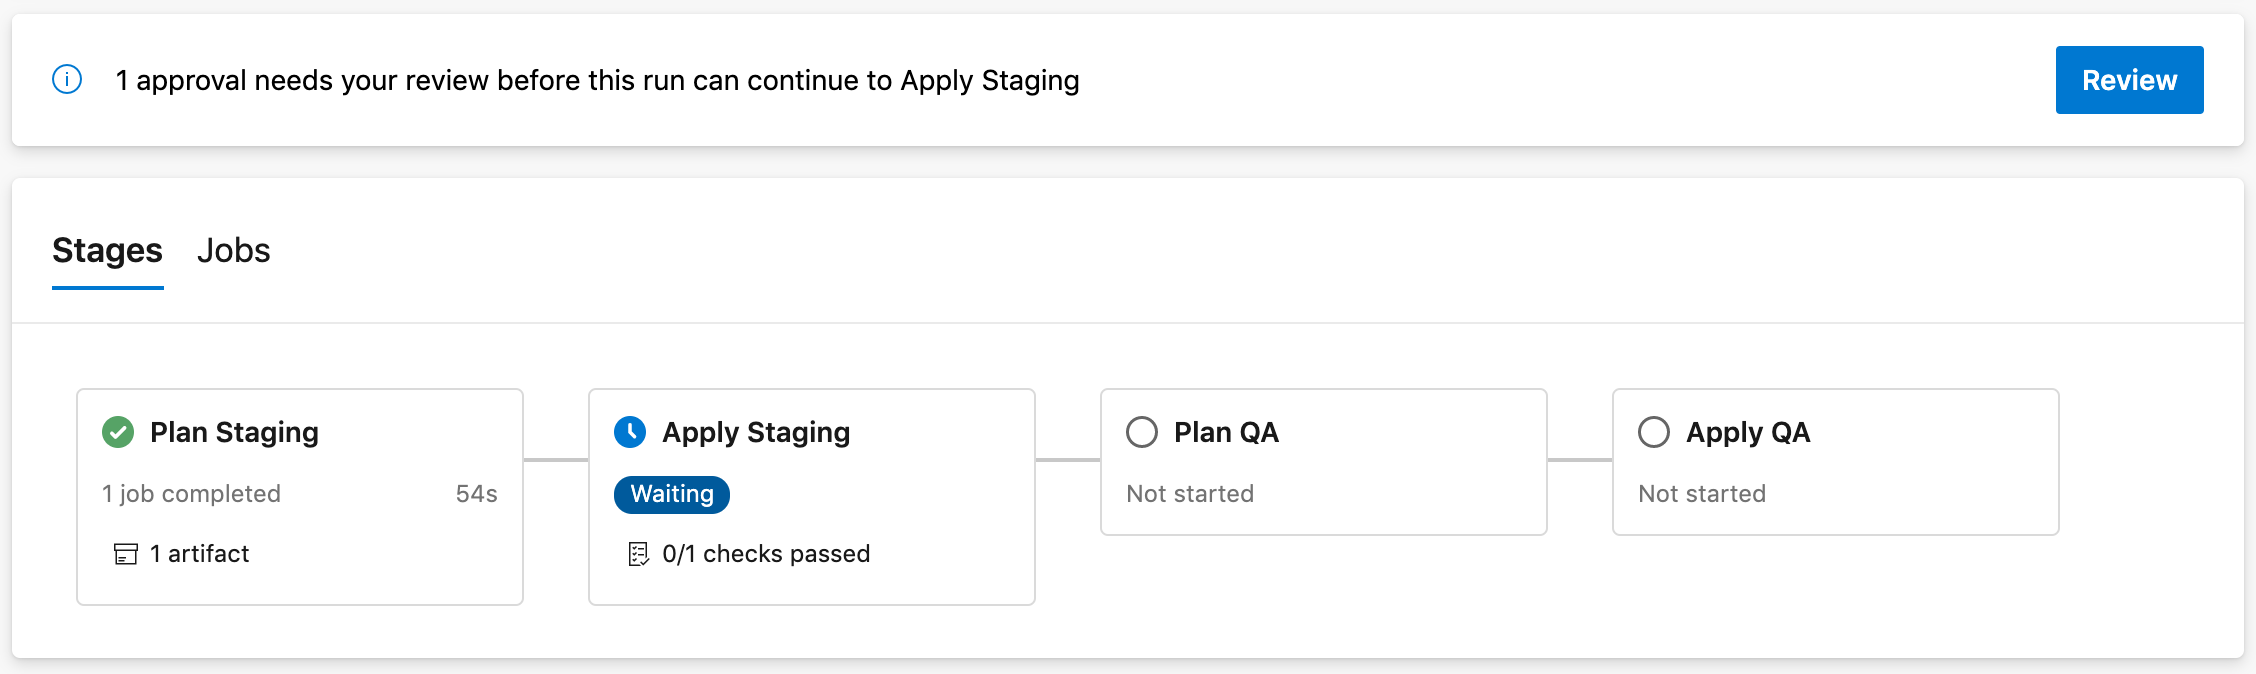 1 approval needs your review before this run can continue to Apply Staging
Review
Stages
Jobs
Plan Staging
1 job completed
54s
1 artifact
Apply Staging
Waiting
0/1 checks passed
Plan QA
Not started
Apply QA
Not started